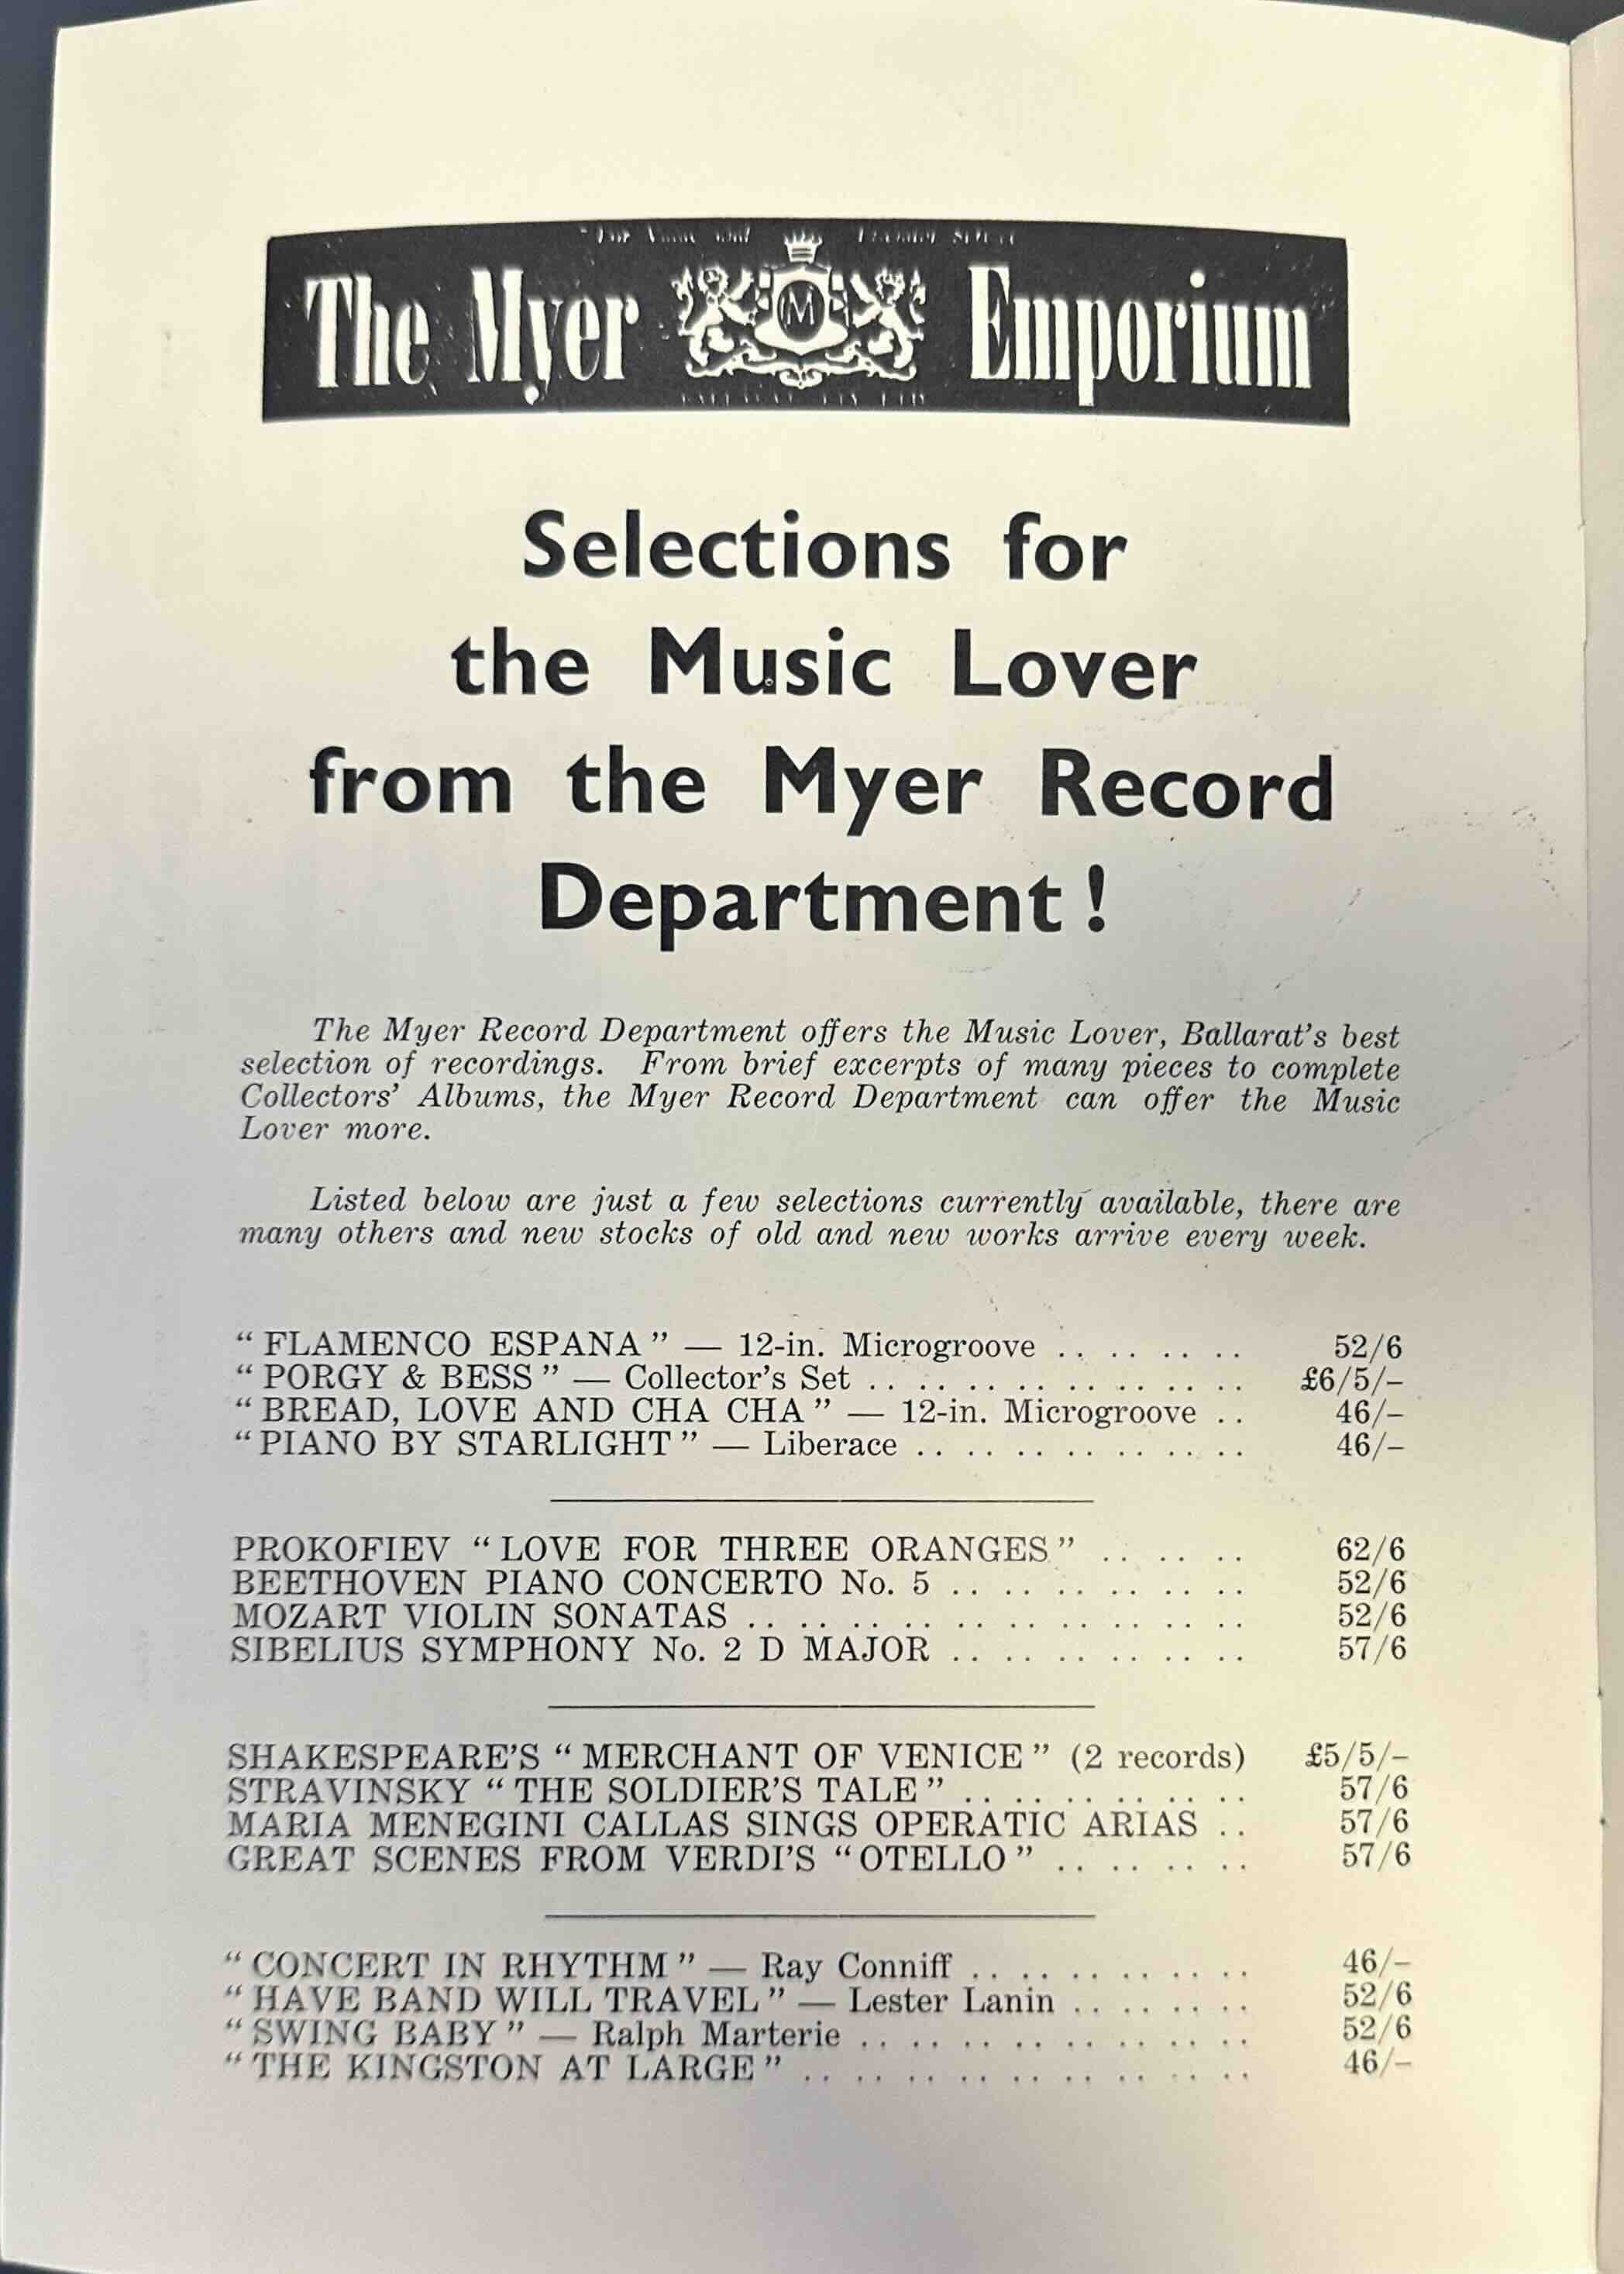 The Myer M Emporium
Selections for
the Music Lover
from the Myer Record
Department !
The Myer Record Department offers the Music Lover, Ballarat's best
selection of recordings. From brief excerpts of many pieces to complete
Collectors' Albums, the Myer Record Department can offer the Music
Lover more.
Listed below are just a few selections currently available, there are
many others and new stocks of old and new works arrive every week.
“ FLAMENCO ESPANA ” — 12-in. Microgroove . . . . . . . . 52/6
“ PORGY & BESS ” — Collector's Set . . . . . . . . . . . . . . . £6/5/–
“ BREAD, LOVE AND CHA CHA ” — 12-in. Microgroove . . 46/–
“ PIANO BY STARLIGHT ” — Liberace . . . . . . . . . . . . . 46/–
PROKOFIEV “ LOVE FOR THREE ORANGES ” . . . . . . 62/6
BEETHOVEN PIANO CONCERTO No. 5 . . . . . . . . . . . . 52/6
MOZART VIOLIN SONATAS . . . . . . . . . . . . . . . . . . . . 52/6
SIBELIUS SYMPHONY No. 2 D MAJOR . . . . . . . . . . . . 57/6
SHAKESPEARE'S “ MERCHANT OF VENICE ” (2 records) £5/5/–
STRAVINSKY “ THE SOLDIER'S TALE ” . . . . . . . . . . . . 57/6
MARIA MENEGINI CALLAS SINGS OPERATIC ARIAS . . 57/6
GREAT SCENES FROM VERDI'S “ OTELLO ” . . . . . . . . 57/6
“ CONCERT IN RHYTHM ” — Ray Conniff . . . . . . . . . . . . 46/–
“ HAVE BAND WILL TRAVEL ” — Lester Lanin . . . . . . . . 52/6
“ SWING BABY ” — Ralph Marterie . . . . . . . . . . . . . . . . 52/6
“ THE KINGSTON AT LARGE ” . . . . . . . . . . . . . . . . . . 46/–